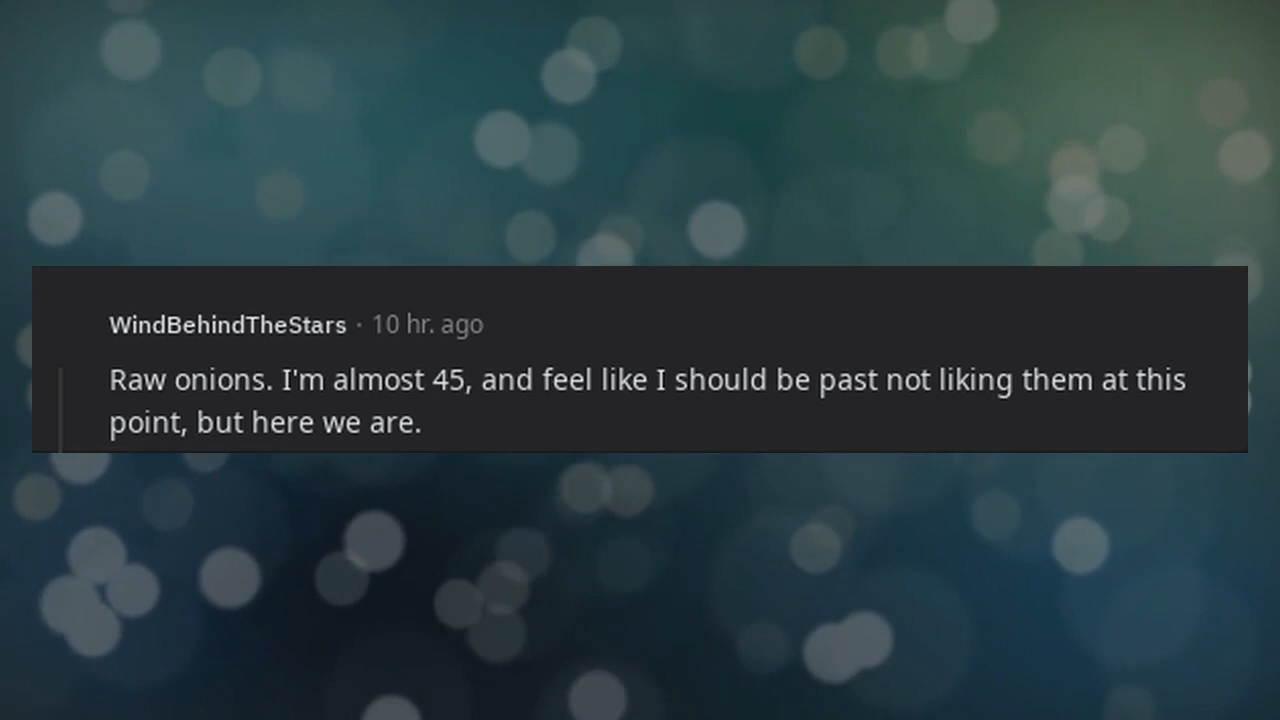 WindBehindTheStars · 10 hr. ago
Raw onions. I'm almost 45, and feel like I should be past not liking them at this
point, but here we are.